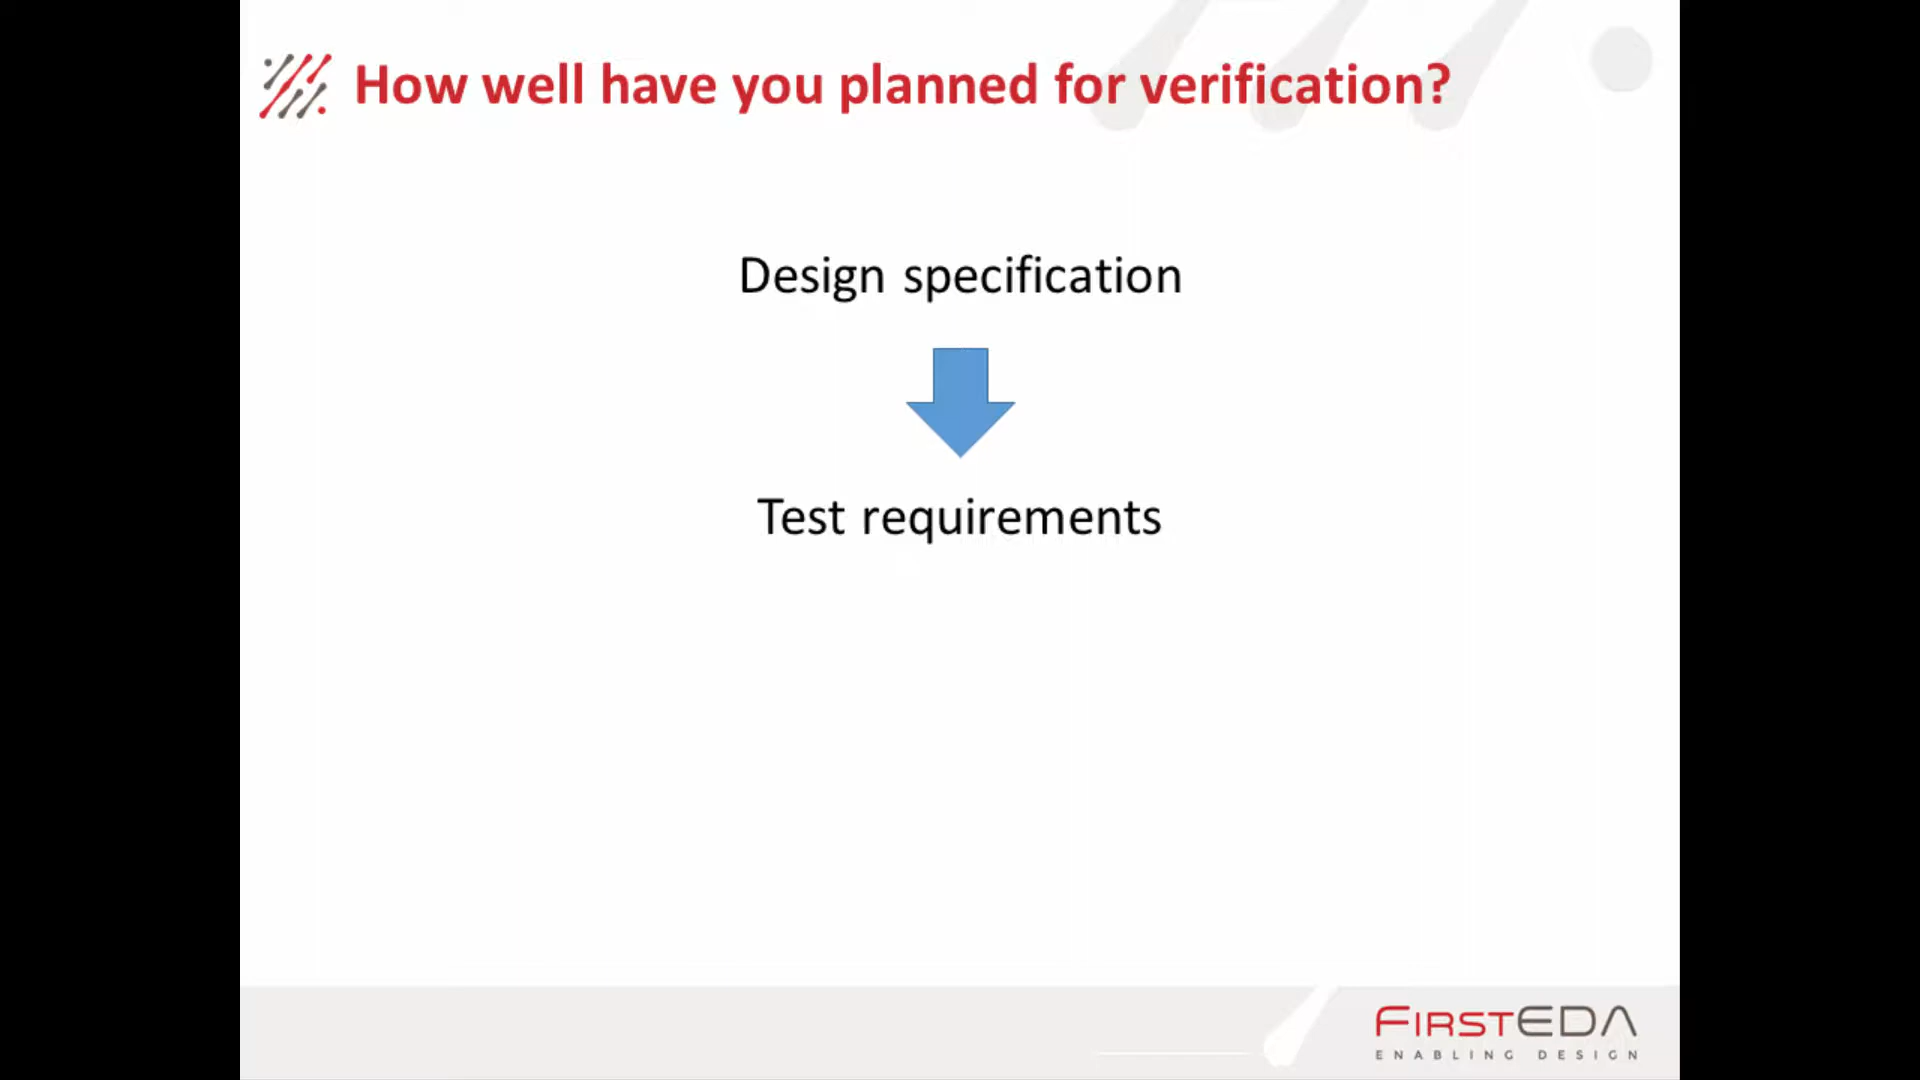 How well have you planned for verification?
Design specification
Test requirements
FIRSTEDA
ENABLING DESIGN